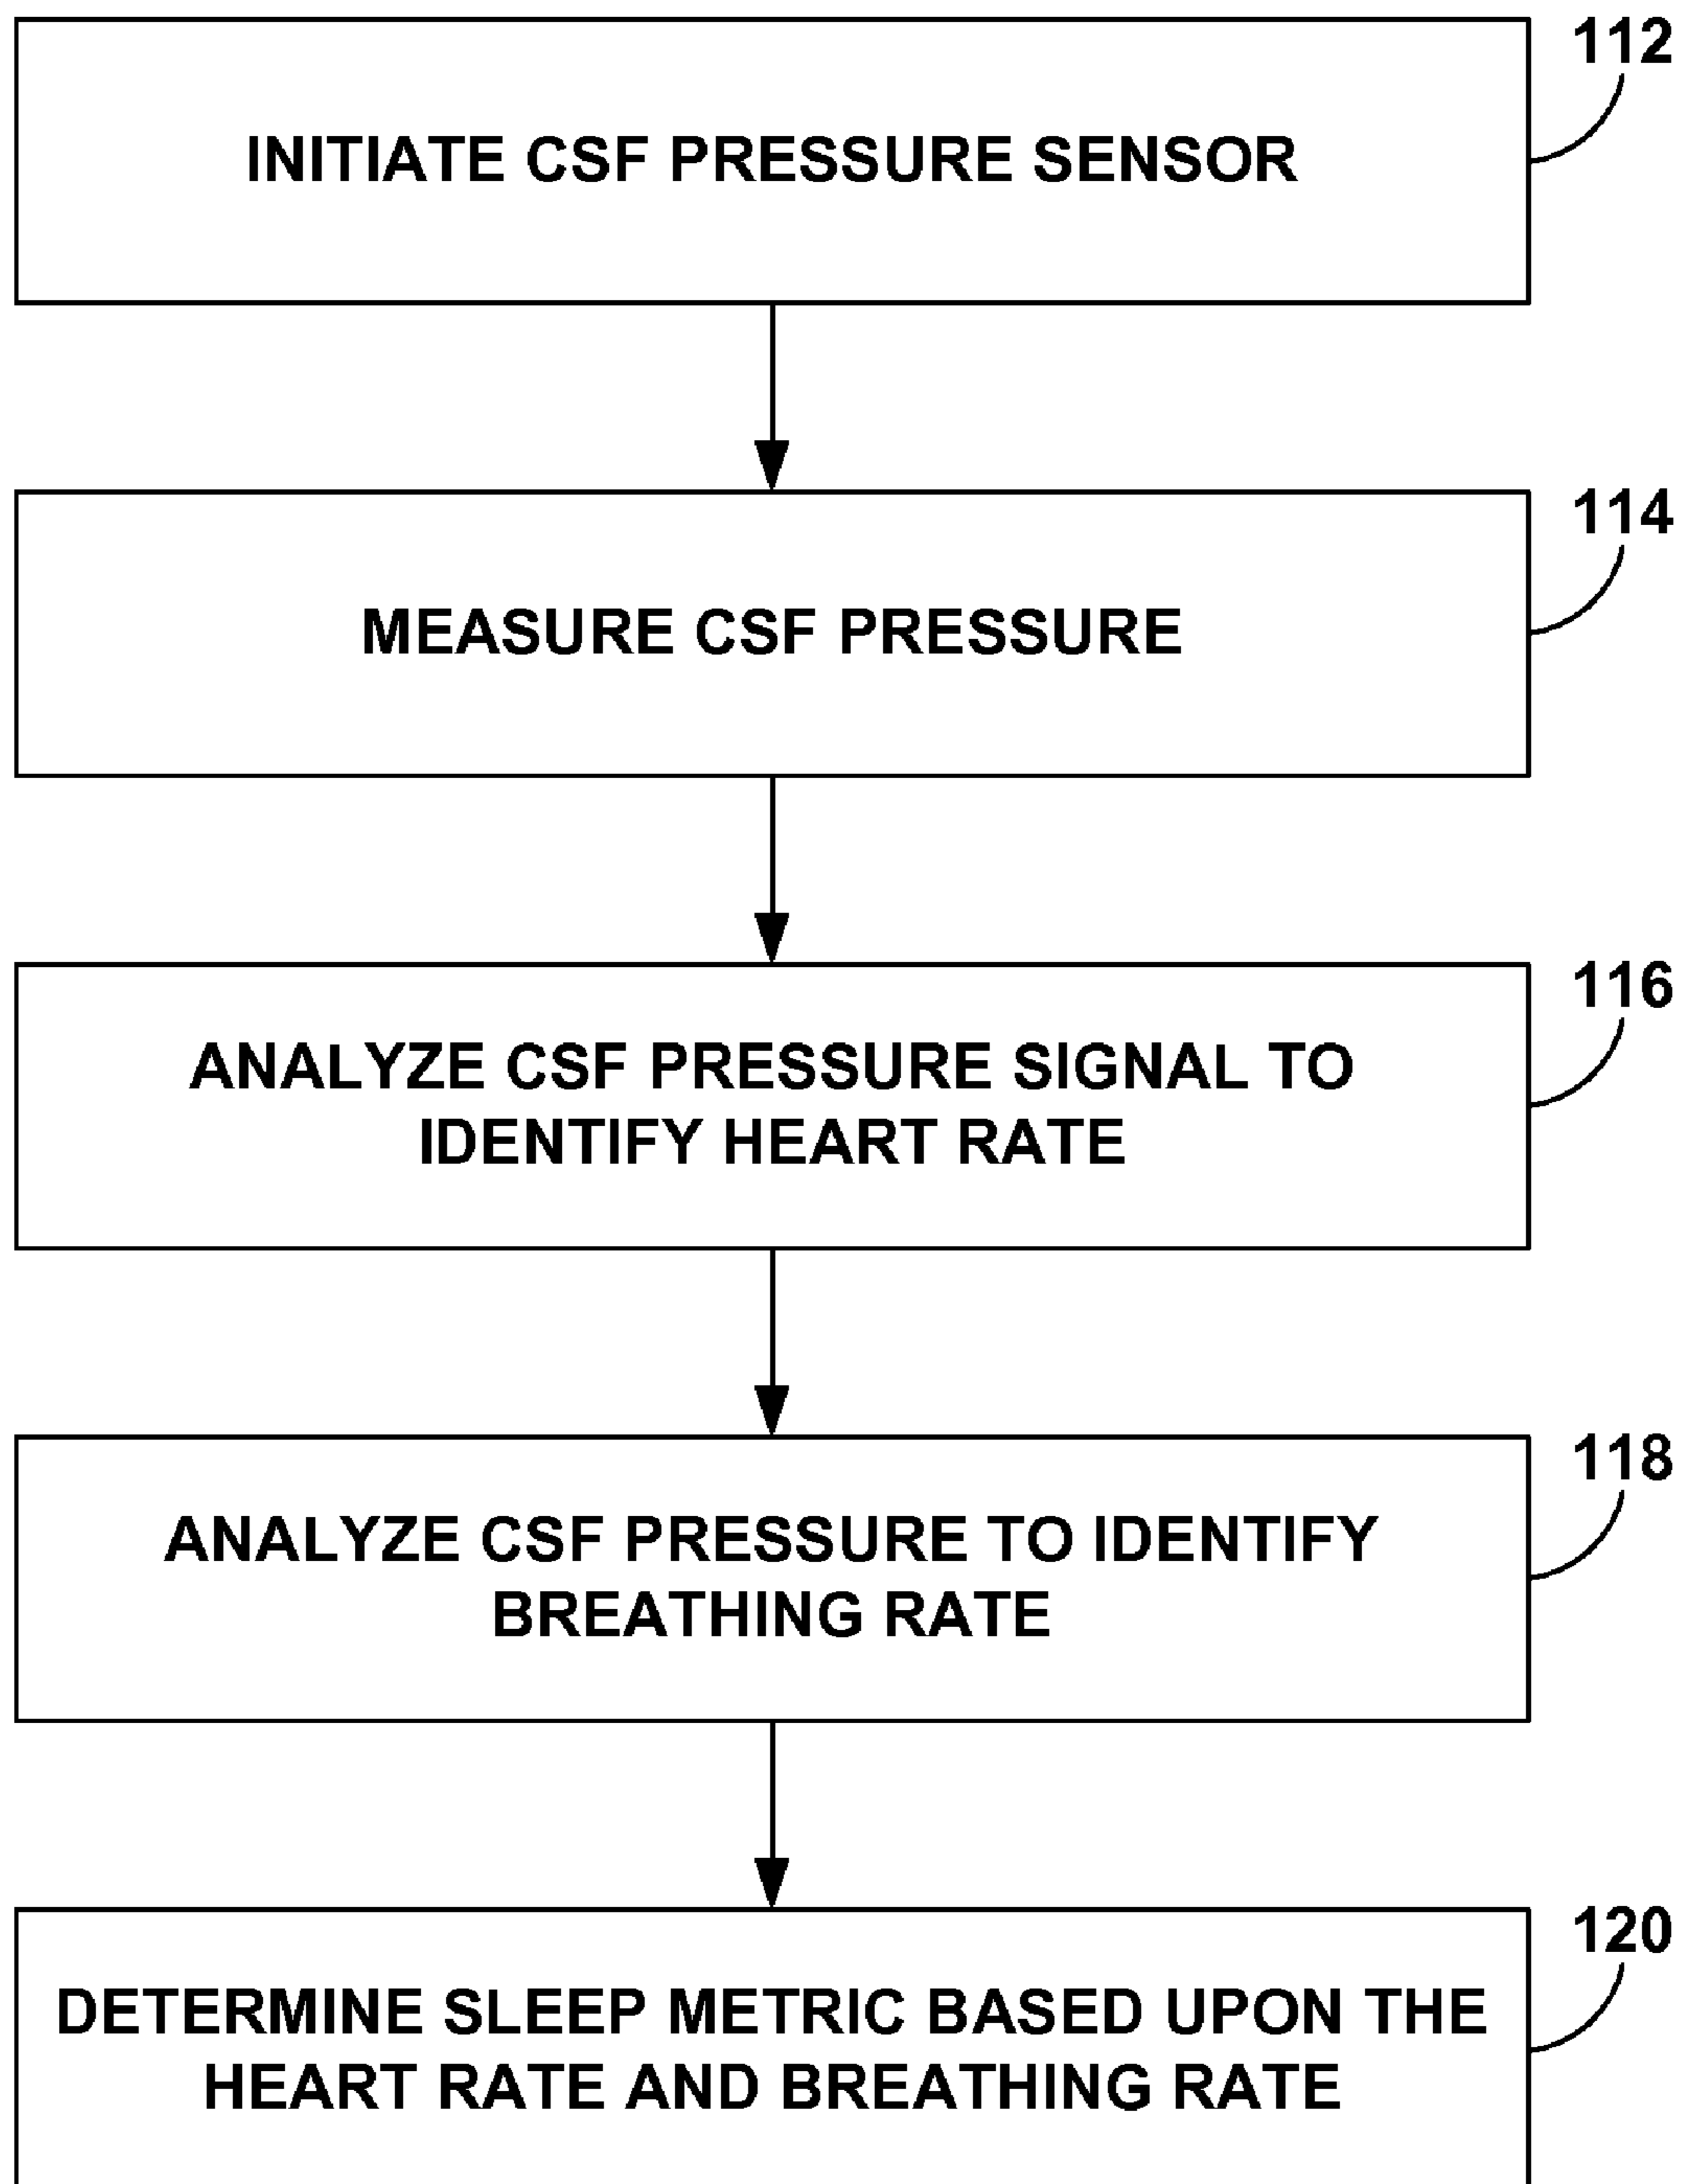 112
INITIATE CSF PRESSURE SENSOR
114
MEASURE CSF PRESSURE
116
ANALYZE CSF PRESSURE SIGNAL TO
IDENTIFY HEART RATE
118
ANALYZE CSF PRESSURE TO IDENTIFY
BREATHING RATE
120
DETERMINE SLEEP METRIC BASED UPON THE
HEART RATE AND BREATHING RATE